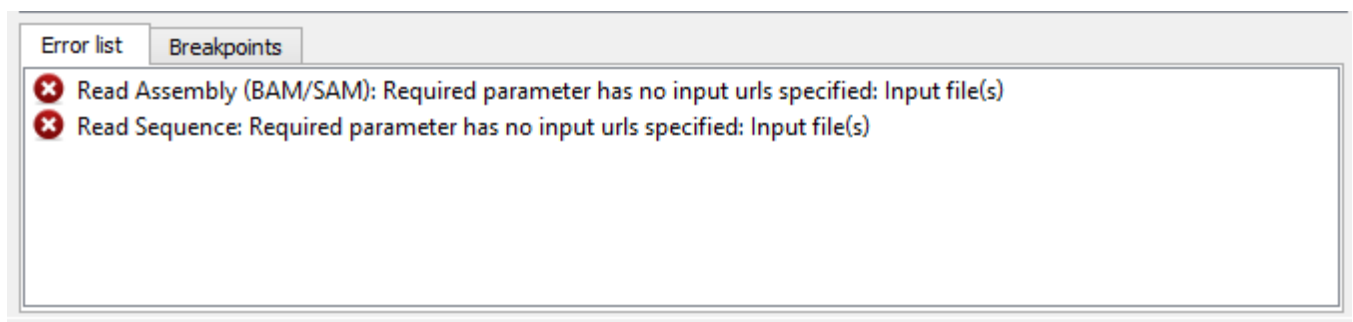 Error list Breakpoints
Read Assembly (BAM/SAM): Required parameter has no input urls specified: Input file(s)
Read Sequence: Required parameter has no input urls specified: Input file(s)